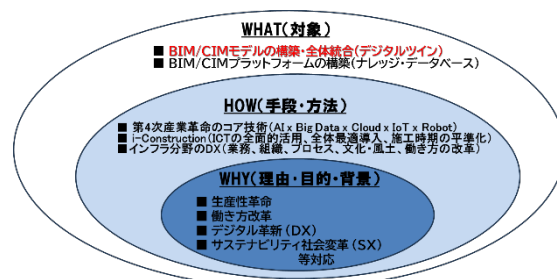 WHAT(対象)
■ BIM/CIMモデルの構築・全体統合(デジタルツイン)
■ BIM/CIMプラットフォームの構築(ナレッジ・データベース)
HOW(手段・方法)
■ 第4次産業革命のコア技術(AI x Big Data x Cloud x IoT x Robot)
■ i-Construction(ICTの全面的活用、全体最適導入、施工時期の平準化)
■インフラ分野のDX(業務、組織、プロセス、文化・風土、働き方の改革)
WHY(理由・目的・背景)
■ 生産性革命
■ 働き方改革
■ デジタル革新(DX)
■ サステナビリティ社会変革(SX)
等対応